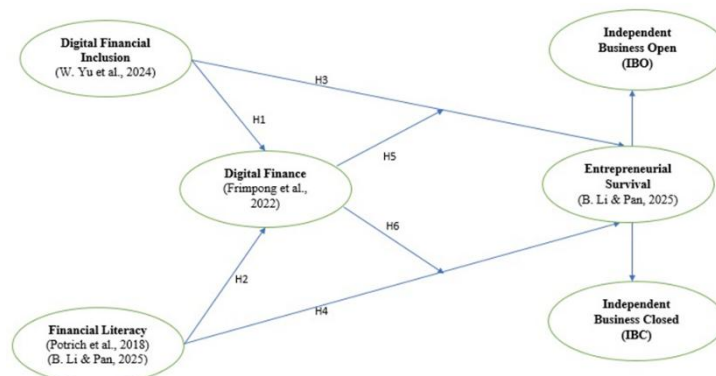 Digital Financial
Inclusion
(W. Yu et al., 2024)
Independent
Business Open
(IBO)
H3
H1
H5
Digital Finance
(Frimpong et al.,
2022)
Entrepreneurial
Survival
(B. Li & Pan, 2025)
H6
H2
H4
Financial Literacy
(Potrich et al., 2018)
(B. Li & Pan, 2025)
Independent
Business Closed
(IBC)